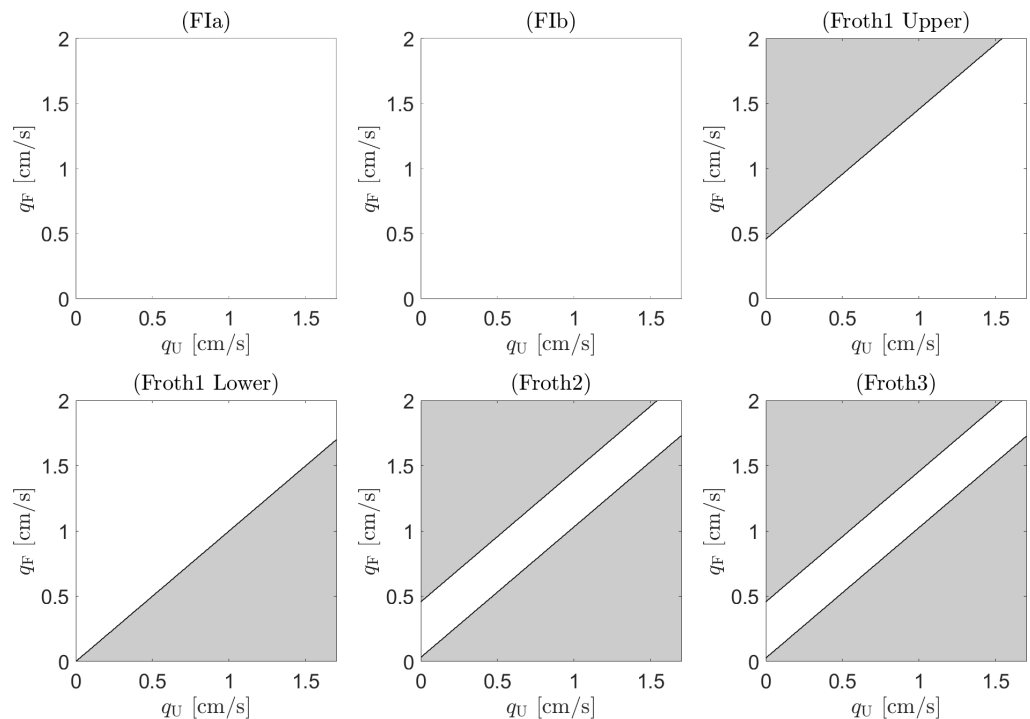 (FIa)
2
1.5
1
0.5
0
0 0.5 1 1.5
q_F [cm/s]
q_U [cm/s]
(FIb)
2
1.5
1
0.5
0
0 0.5 1 1.5
q_F [cm/s]
q_U [cm/s]
(Froth1 Upper)
2
1.5
1
0.5
0
0 0.5 1 1.5
q_F [cm/s]
q_U [cm/s]
(Froth1 Lower)
2
1.5
1
0.5
0
0 0.5 1 1.5
q_F [cm/s]
q_U [cm/s]
(Froth2)
2
1.5
1
0.5
0
0 0.5 1 1.5
q_F [cm/s]
q_U [cm/s]
(Froth3)
2
1.5
1
0.5
0
0 0.5 1 1.5
q_F [cm/s]
q_U [cm/s]